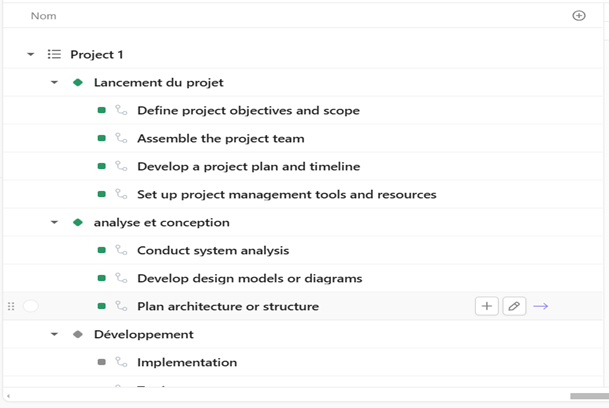 Nom
Project 1
Lancement du projet
Define project objectives and scope
Assemble the project team
Develop a project plan and timeline
Set up project management tools and resources
analyse et conception
Conduct system analysis
Develop design models or diagrams
Plan architecture or structure
Développement
Implementation